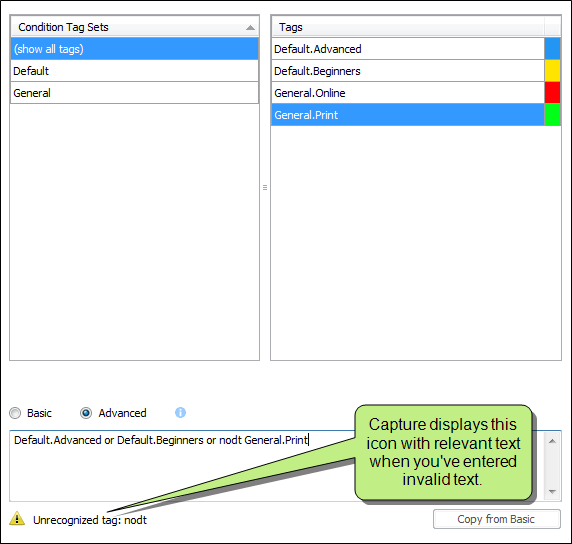 Condition Tag Sets
(show all tags)
Default
General
Tags
Default.Advanced
Default.Beginners
General.Online
General.Print
Basic
Advanced
Default.Advanced or Default.Beginners or nodt General.Print
Capture displays this
icon with relevant text
when you've entered
invalid text.
Unrecognized tag: nodt
Copy from Basic